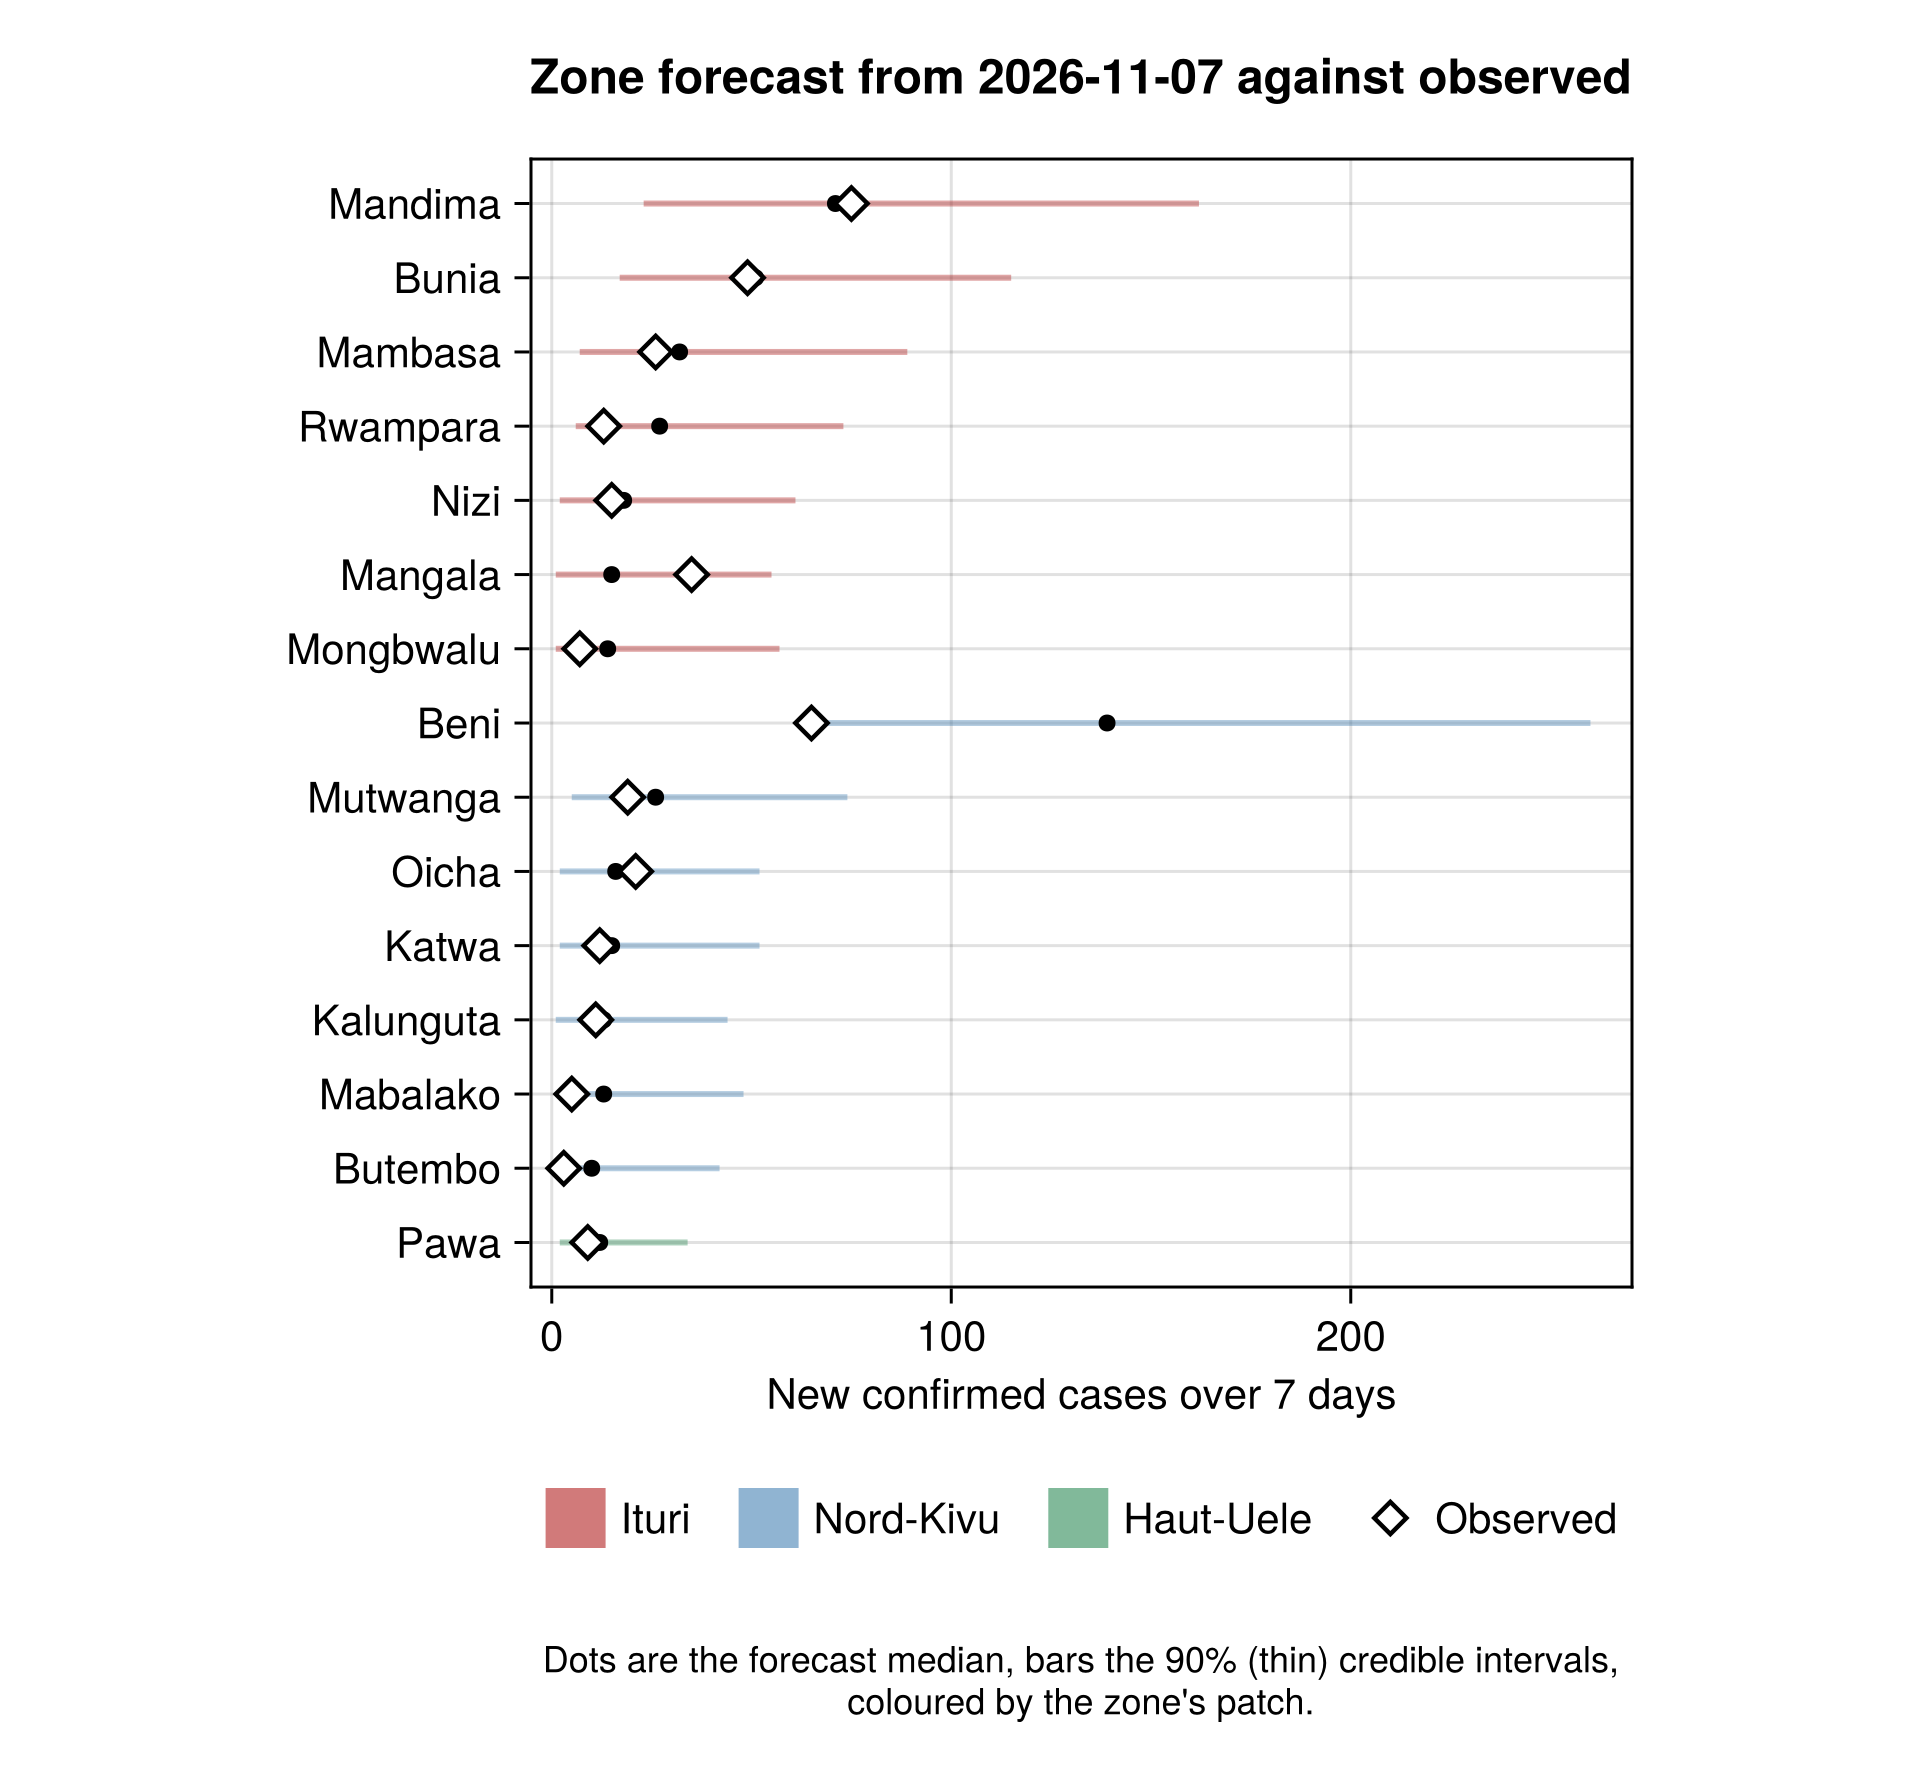 Zone forecast from 2026-11-07 against observed
Mandima
Bunia
Mambasa
Rwampara
Nizi
Mangala
Mongbwalu
Beni
Mutwanga
Oicha
Katwa
Kalunguta
Mabalako
Butembo
Pawa
0 100 200
New confirmed cases over 7 days
Ituri Nord-Kivu Haut-Uele Observed
Dots are the forecast median, bars the 90% (thin) credible intervals,
coloured by the zone's patch.